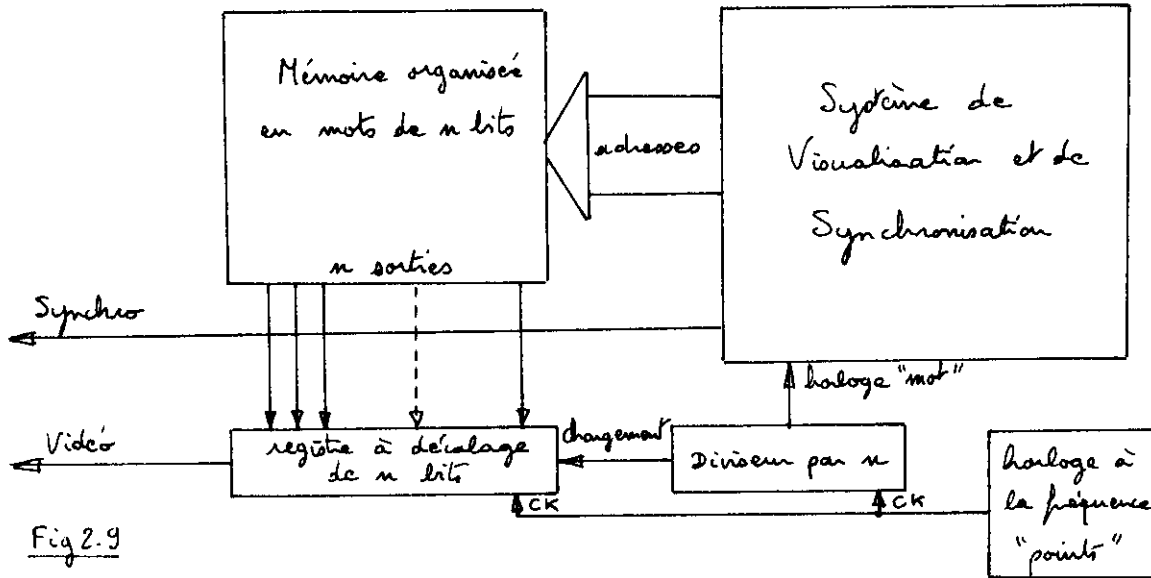 Mémoire organisée
en mots de n bits
n sorties
adresses
Système de
Visualisation et de
Synchronisation
Synchro
horloge "mot"
Vidéo
registre à décalage
de n bits
chargement
Diviseur par n
CK
CK
horloge à
la fréquence
"points"
Fig 2.9